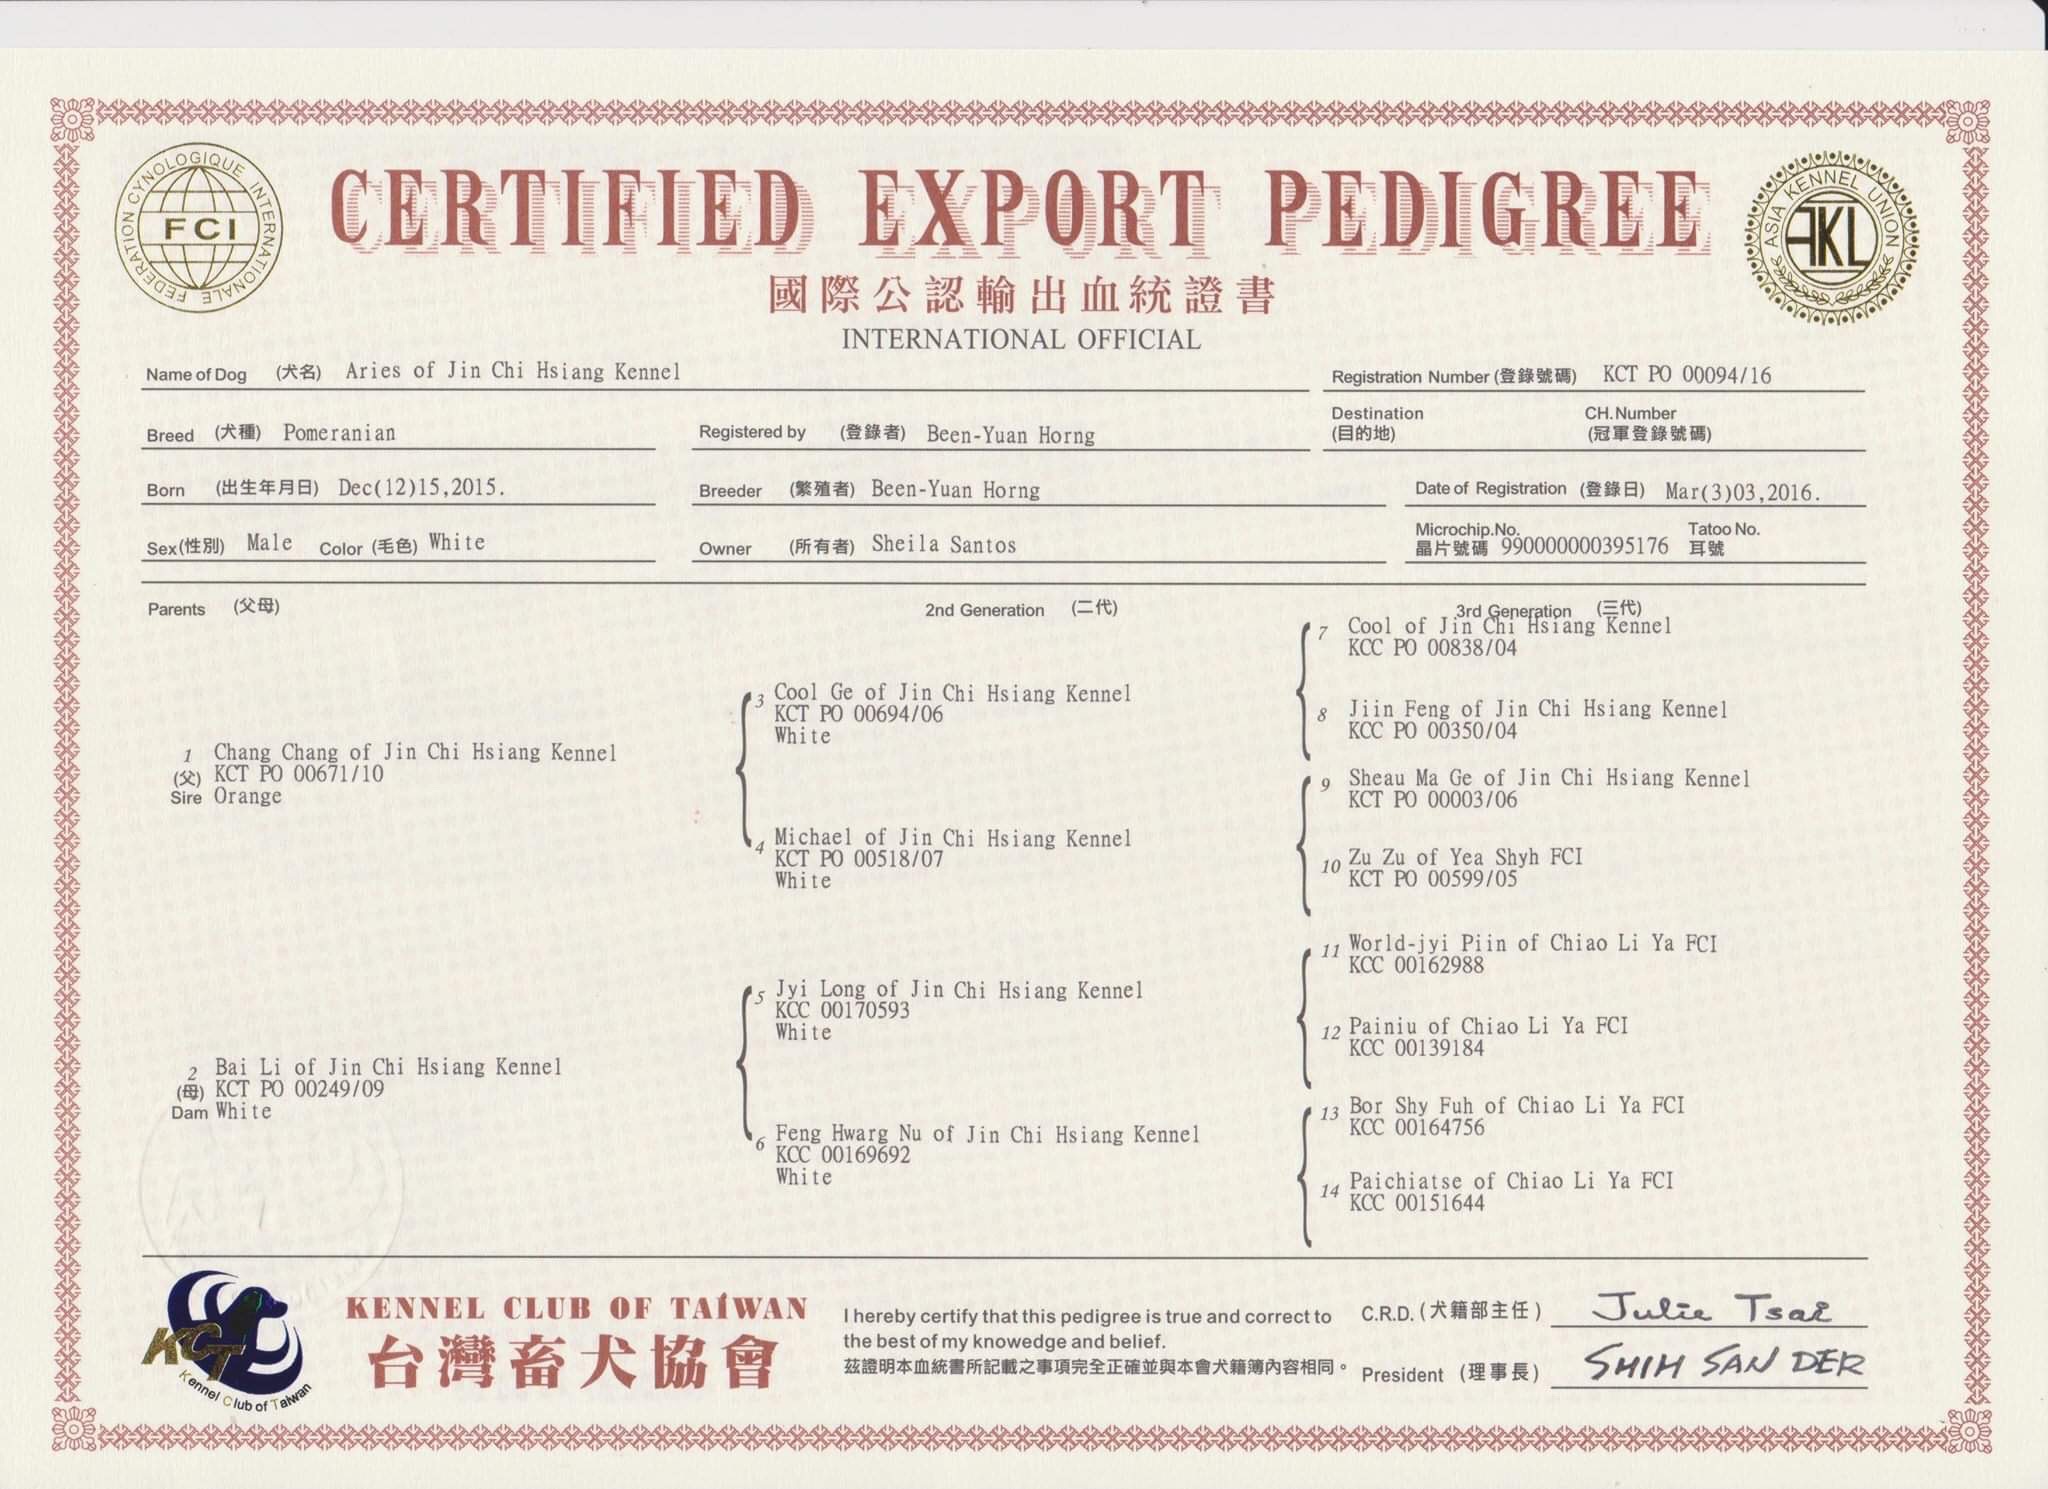 FEDERATION CYNOLOGIQUE INTERNATIONALE
FCI
CERTIFIED EXPORT PEDIGREE
ASIA KENNEL UNION
AKU
國際公認輸出血統證書
INTERNATIONAL OFFICIAL
Name of Dog (犬名) Aries of Jin Chi Hsiang Kennel
Registration Number (登錄號碼) KCT PO 00094/16
Breed (犬種) Pomeranian
Registered by (登錄者) Been-Yuan Horng
Destination
(目的地)
CH.Number
(冠軍登錄號碼)
Born (出生年月日) Dec(12)15,2015.
Breeder (繁殖者) Been-Yuan Horng
Date of Registration (登錄日) Mar(3)03,2016.
Sex(性別) Male Color (毛色) White
Owner (所有者) Sheila Santos
Microchip.No.
晶片號碼 990000000395176
Tatoo No.
耳號
Parents (父母)
2nd Generation (二代)
3rd Generation (三代)
1 Chang Chang of Jin Chi Hsiang Kennel
(父) KCT PO 00671/10
Sire Orange
2 Bai Li of Jin Chi Hsiang Kennel
(母) KCT PO 00249/09
Dam White
3 Cool Ge of Jin Chi Hsiang Kennel
KCT PO 00694/06
White
4 Michael of Jin Chi Hsiang Kennel
KCT PO 00518/07
White
5 Jyi Long of Jin Chi Hsiang Kennel
KCC 00170593
White
6 Feng Hwarg Nu of Jin Chi Hsiang Kennel
KCC 00169692
White
7 Cool of Jin Chi Hsiang Kennel
KCC PO 00838/04
8 Jiin Feng of Jin Chi Hsiang Kennel
KCC PO 00350/04
9 Sheau Ma Ge of Jin Chi Hsiang Kennel
KCT PO 00003/06
10 Zu Zu of Yea Shyh FCI
KCT PO 00599/05
11 World-jyi Piin of Chiao Li Ya FCI
KCC 00162988
12 Painiu of Chiao Li Ya FCI
KCC 00139184
13 Bor Shy Fuh of Chiao Li Ya FCI
KCC 00164756
14 Paichiatse of Chiao Li Ya FCI
KCC 00151644
KCT
Kennel Club of Taiwan
KENNEL CLUB OF TAIWAN
台灣畜犬協會
I hereby certify that this pedigree is true and correct to
the best of my knowedge and belief.
茲證明本血統書所記載之事項完全正確並與本會犬籍簿內容相同。
C.R.D. (犬籍部主任) Julie Tsai
President (理事長) SHIH SAN DER